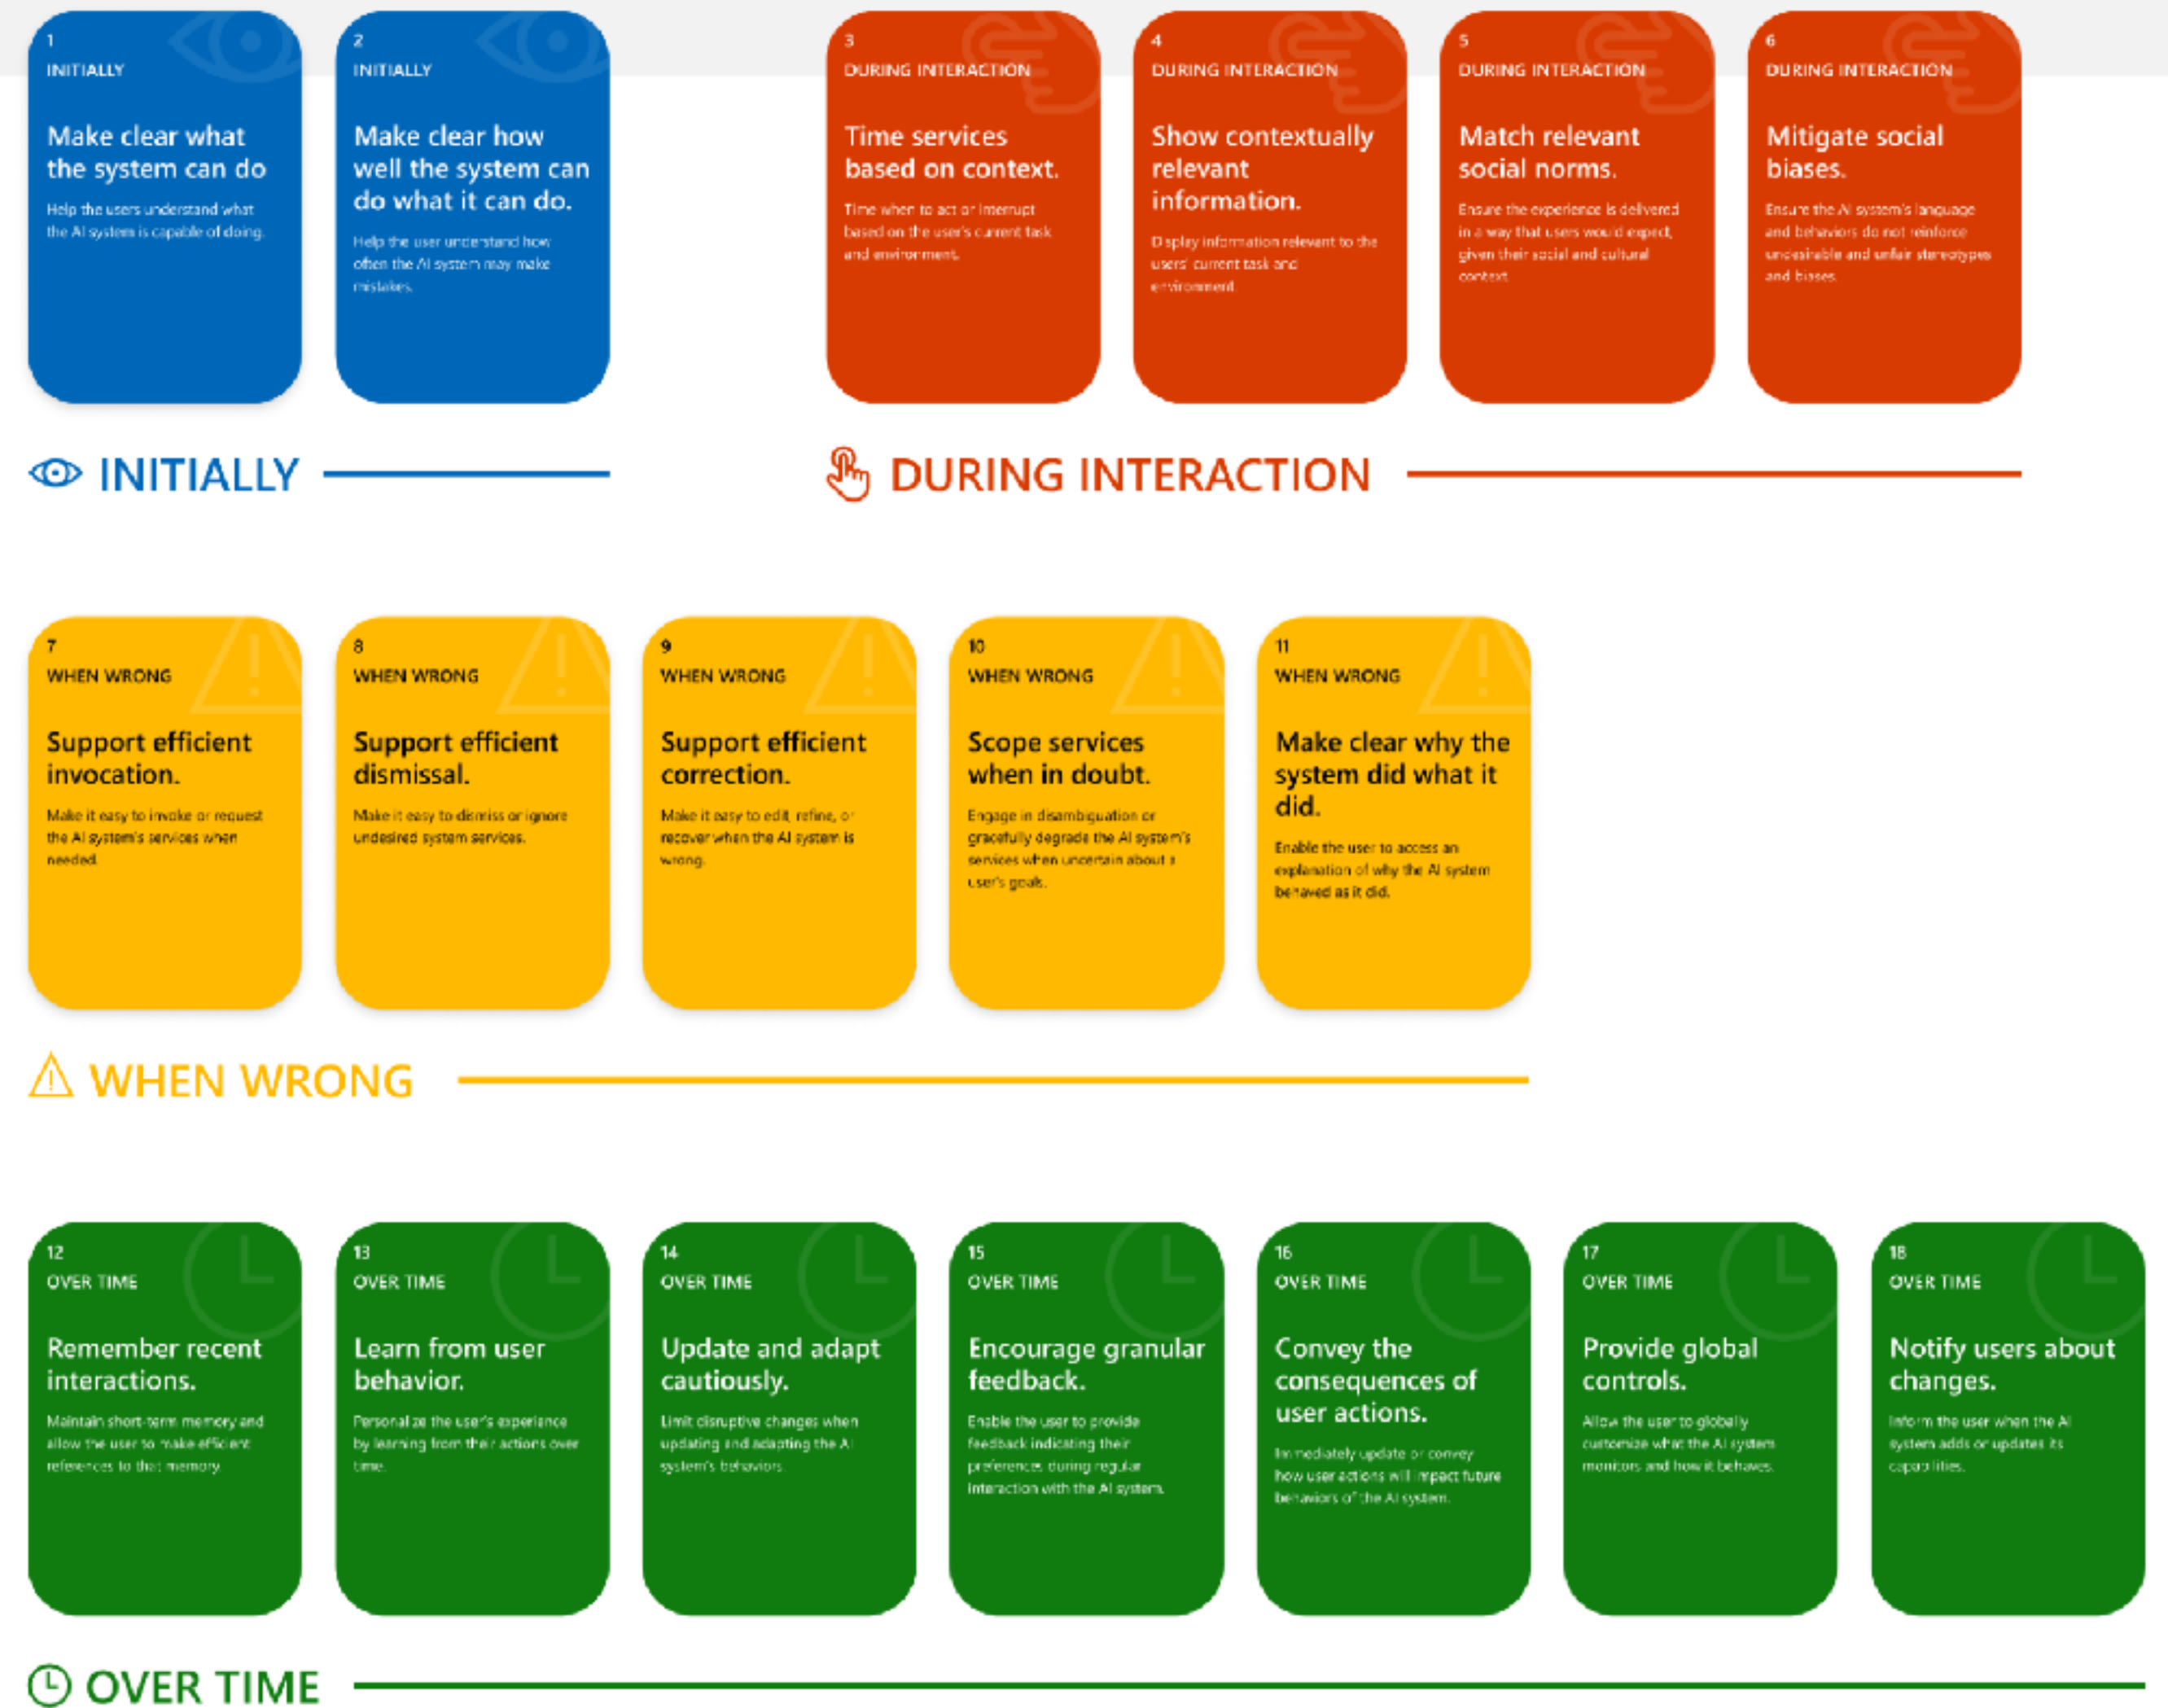 1
INITIALLY
Make clear what
the system can do
Help the users understand what
the AI system is capable of doing.
2
INITIALLY
Make clear how
well the system can
do what it can do.
Help the user understand how
often the AI system may make
mistakes.
3
DURING INTERACTION
Time services
based on context.
Time when to act or interrupt
based on the user's current task
and environment.
4
DURING INTERACTION
Show contextually
relevant
information.
Display information relevant to the
users' current task and
environment.
5
DURING INTERACTION
Match relevant
social norms.
Ensure the experience is delivered
in a way that users would expect,
given their social and cultural
context.
6
DURING INTERACTION
Mitigate social
biases.
Ensure the AI system's language
and behaviors do not reinforce
undesirable and unfair stereotypes
and biases.
INITIALLY
DURING INTERACTION
7
WHEN WRONG
Support efficient
invocation.
Make it easy to invoke or request
the AI system's services when
needed.
8
WHEN WRONG
Support efficient
dismissal.
Make it easy to dismiss or ignore
undesired system services.
9
WHEN WRONG
Support efficient
correction.
Make it easy to edit, refine, or
recover when the AI system is
wrong.
10
WHEN WRONG
Scope services
when in doubt.
Engage in disambiguation or
gracefully degrade the AI system's
services when uncertain about a
user's goals.
11
WHEN WRONG
Make clear why the
system did what it
did.
Enable the user to access an
explanation of why the AI system
behaved as it did.
WHEN WRONG
12
OVER TIME
Remember recent
interactions.
Maintain short-term memory and
allow the user to make efficient
references to that memory.
13
OVER TIME
Learn from user
behavior.
Personalize the user's experience
by learning from their actions over
time.
14
OVER TIME
Update and adapt
cautiously.
Limit disruptive changes when
updating and adapting the AI
system's behaviors.
15
OVER TIME
Encourage granular
feedback.
Enable the user to provide
feedback indicating their
preferences during regular
interaction with the AI system.
16
OVER TIME
Convey the
consequences of
user actions.
Immediately update or convey
how user actions will impact future
behaviors of the AI system.
17
OVER TIME
Provide global
controls.
Allow the user to globally
customize what the AI system
monitors and how it behaves.
18
OVER TIME
Notify users about
changes.
Inform the user when the AI
system adds or updates its
capabilities.
OVER TIME